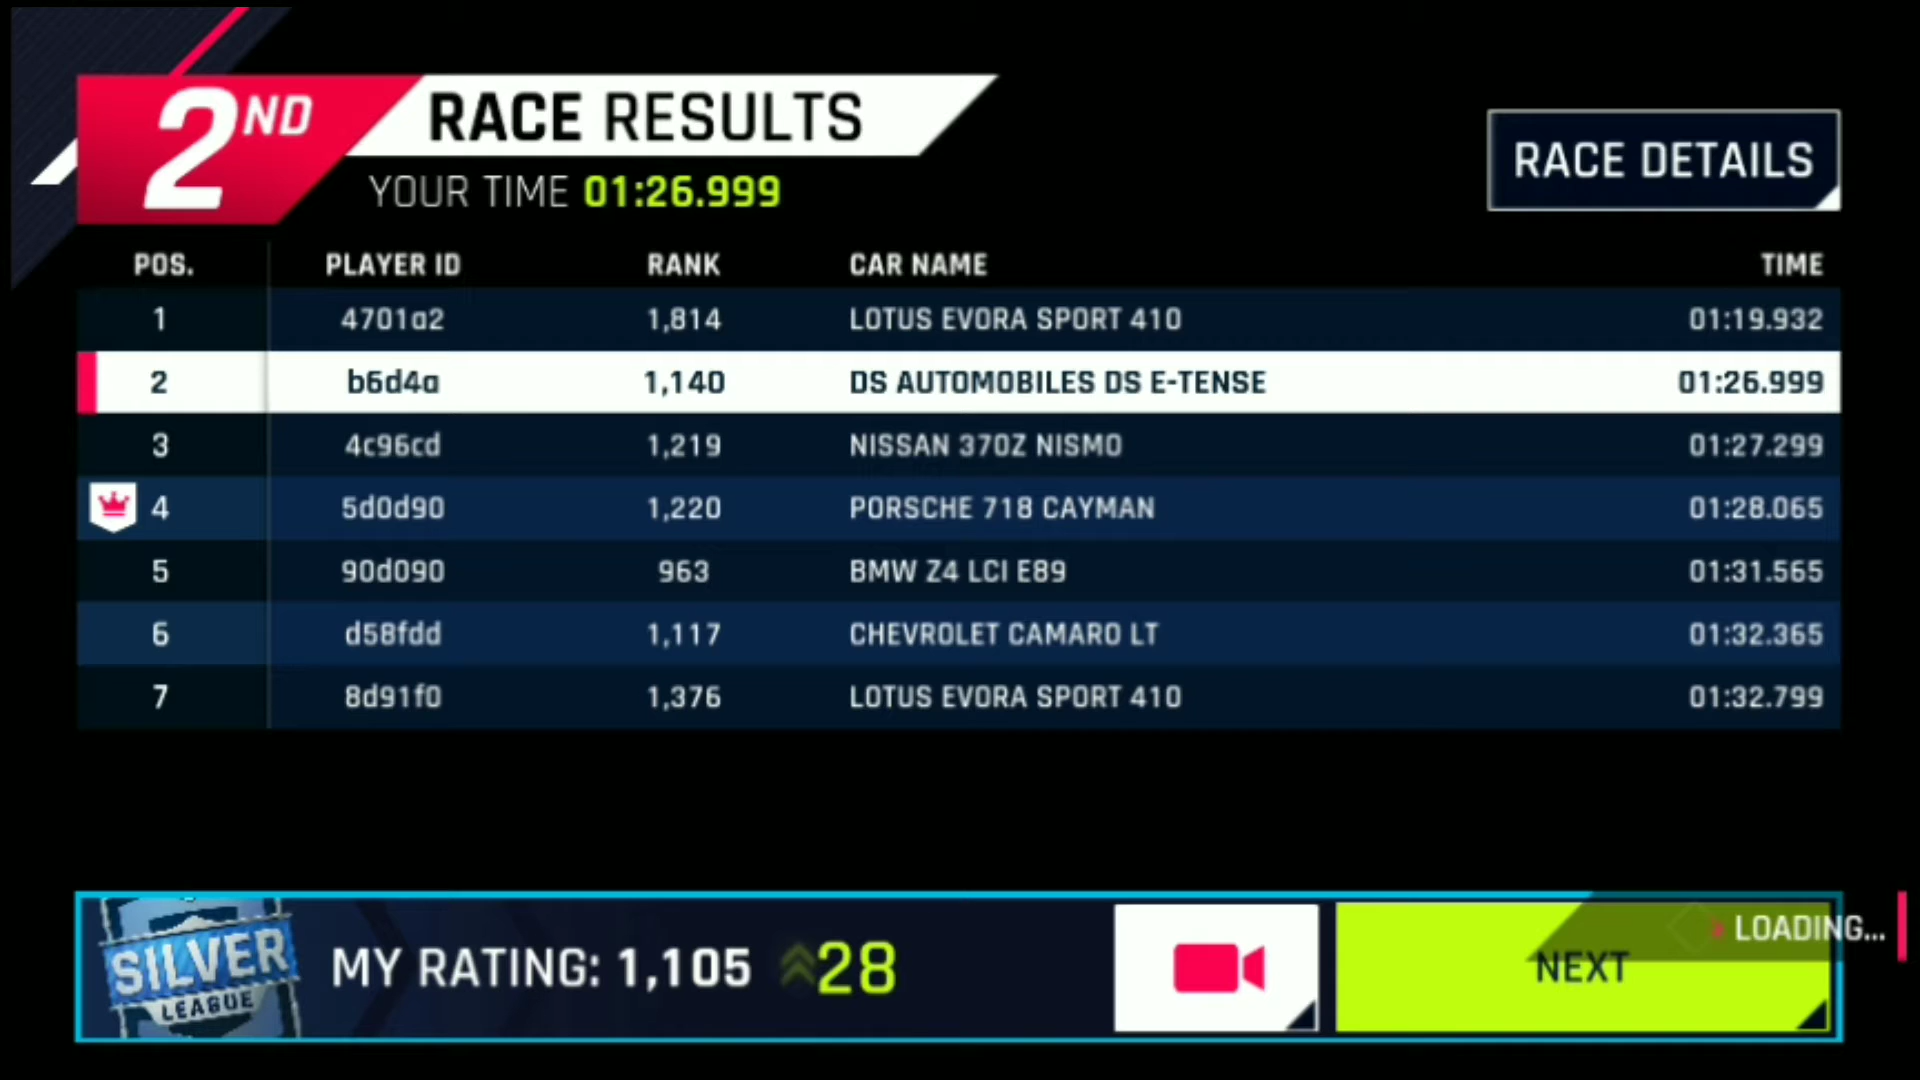 2ND
RACE RESULTS
YOUR TIME 01:26.999
RACE DETAILS
POS. PLAYER ID RANK CAR NAME TIME
1 4701a2 1,814 LOTUS EVORA SPORT 410 01:19.932
2 b6d4a 1,140 DS AUTOMOBILES DS E-TENSE 01:26.999
3 4c96cd 1,219 NISSAN 370Z NISMO 01:27.299
4 5d0d90 1,220 PORSCHE 718 CAYMAN 01:28.065
5 90d090 963 BMW Z4 LCI E89 01:31.565
6 d58fdd 1,117 CHEVROLET CAMARO LT 01:32.365
7 8d91f0 1,376 LOTUS EVORA SPORT 410 01:32.799
SILVER
LEAGUE
MY RATING: 1,105 28
LOADING...
NEXT